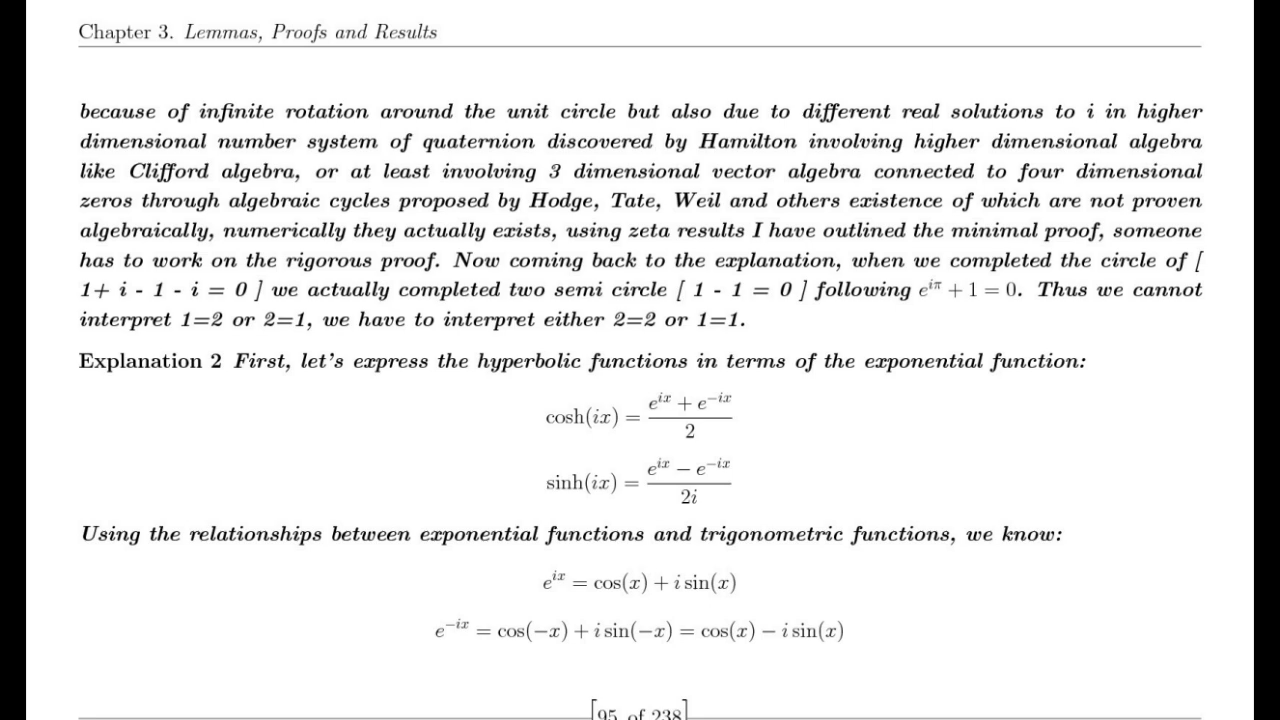 Chapter 3. Lemmas, Proofs and Results
because of infinite rotation around the unit circle but also due to different real solutions to i in higher
dimensional number system of quaternion discovered by Hamilton involving higher dimensional algebra
like Clifford algebra, or at least involving 3 dimensional vector algebra connected to four dimensional
zeros through algebraic cycles proposed by Hodge, Tate, Weil and others existence of which are not proven
algebraically, numerically they actually exists, using zeta results I have outlined the minimal proof, someone
has to work on the rigorous proof. Now coming back to the explanation, when we completed the circle of [
1+ i - 1 - i = 0 ] we actually completed two semi circle [ 1 - 1 = 0 ] following e^{iπ} + 1 = 0. Thus we cannot
interpret 1=2 or 2=1, we have to interpret either 2=2 or 1=1.
Explanation 2 First, let's express the hyperbolic functions in terms of the exponential function:
cosh(ix) = \frac{e^{ix} + e^{-ix}}{2}
sinh(ix) = \frac{e^{ix} − e^{-ix}}{2i}
Using the relationships between exponential functions and trigonometric functions, we know:
e^{ix} = cos(x) + i sin(x)
e^{-ix} = cos(−x) + i sin(−x) = cos(x) − i sin(x)
[95 of 238]